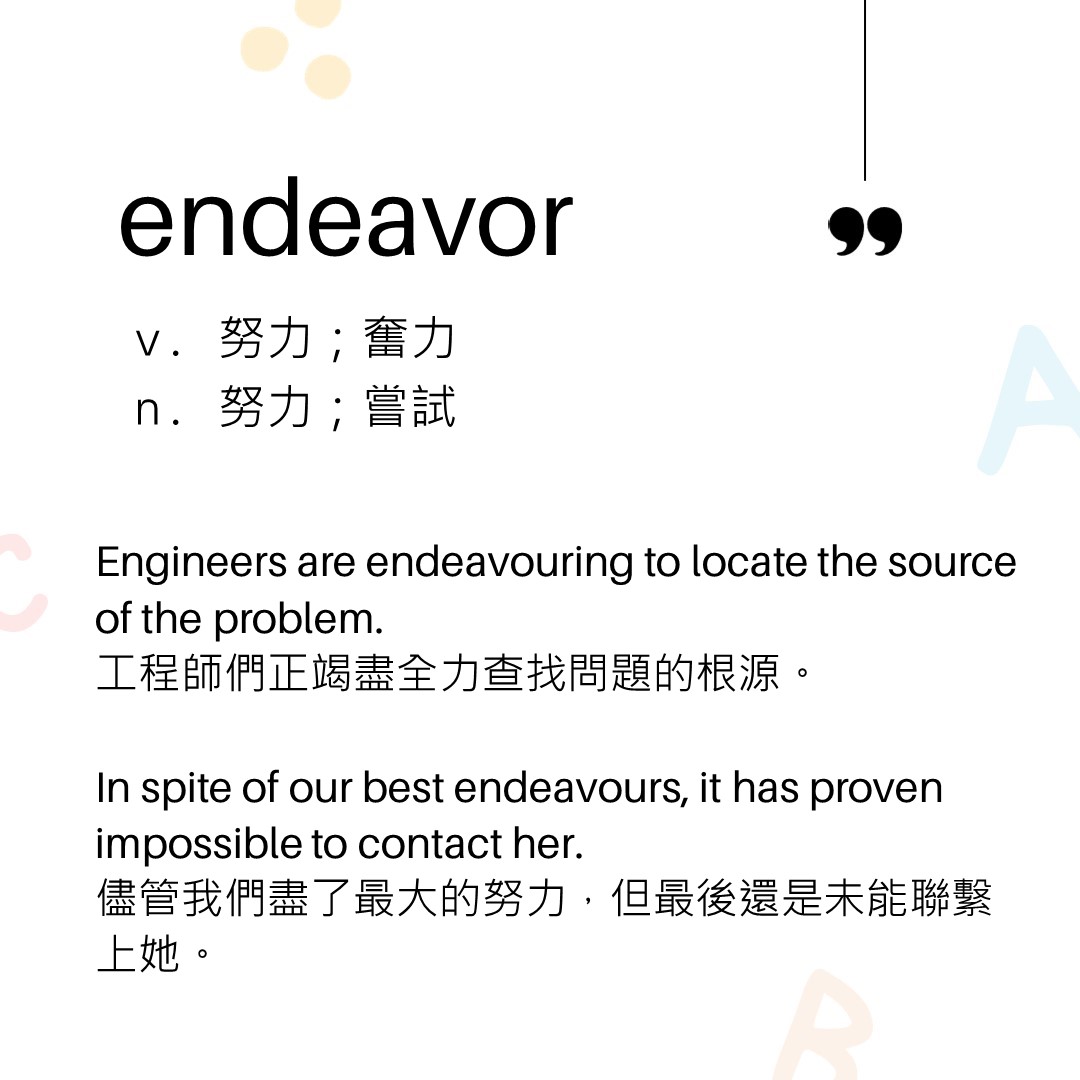 endeavor
”
v. 努力；奮力
n. 努力；嘗試
Engineers are endeavouring to locate the source
of the problem.
工程師們正竭盡全力查找問題的根源。
In spite of our best endeavours, it has proven
impossible to contact her.
儘管我們盡了最大的努力，但最後還是未能聯繫
上她。
A
C
B